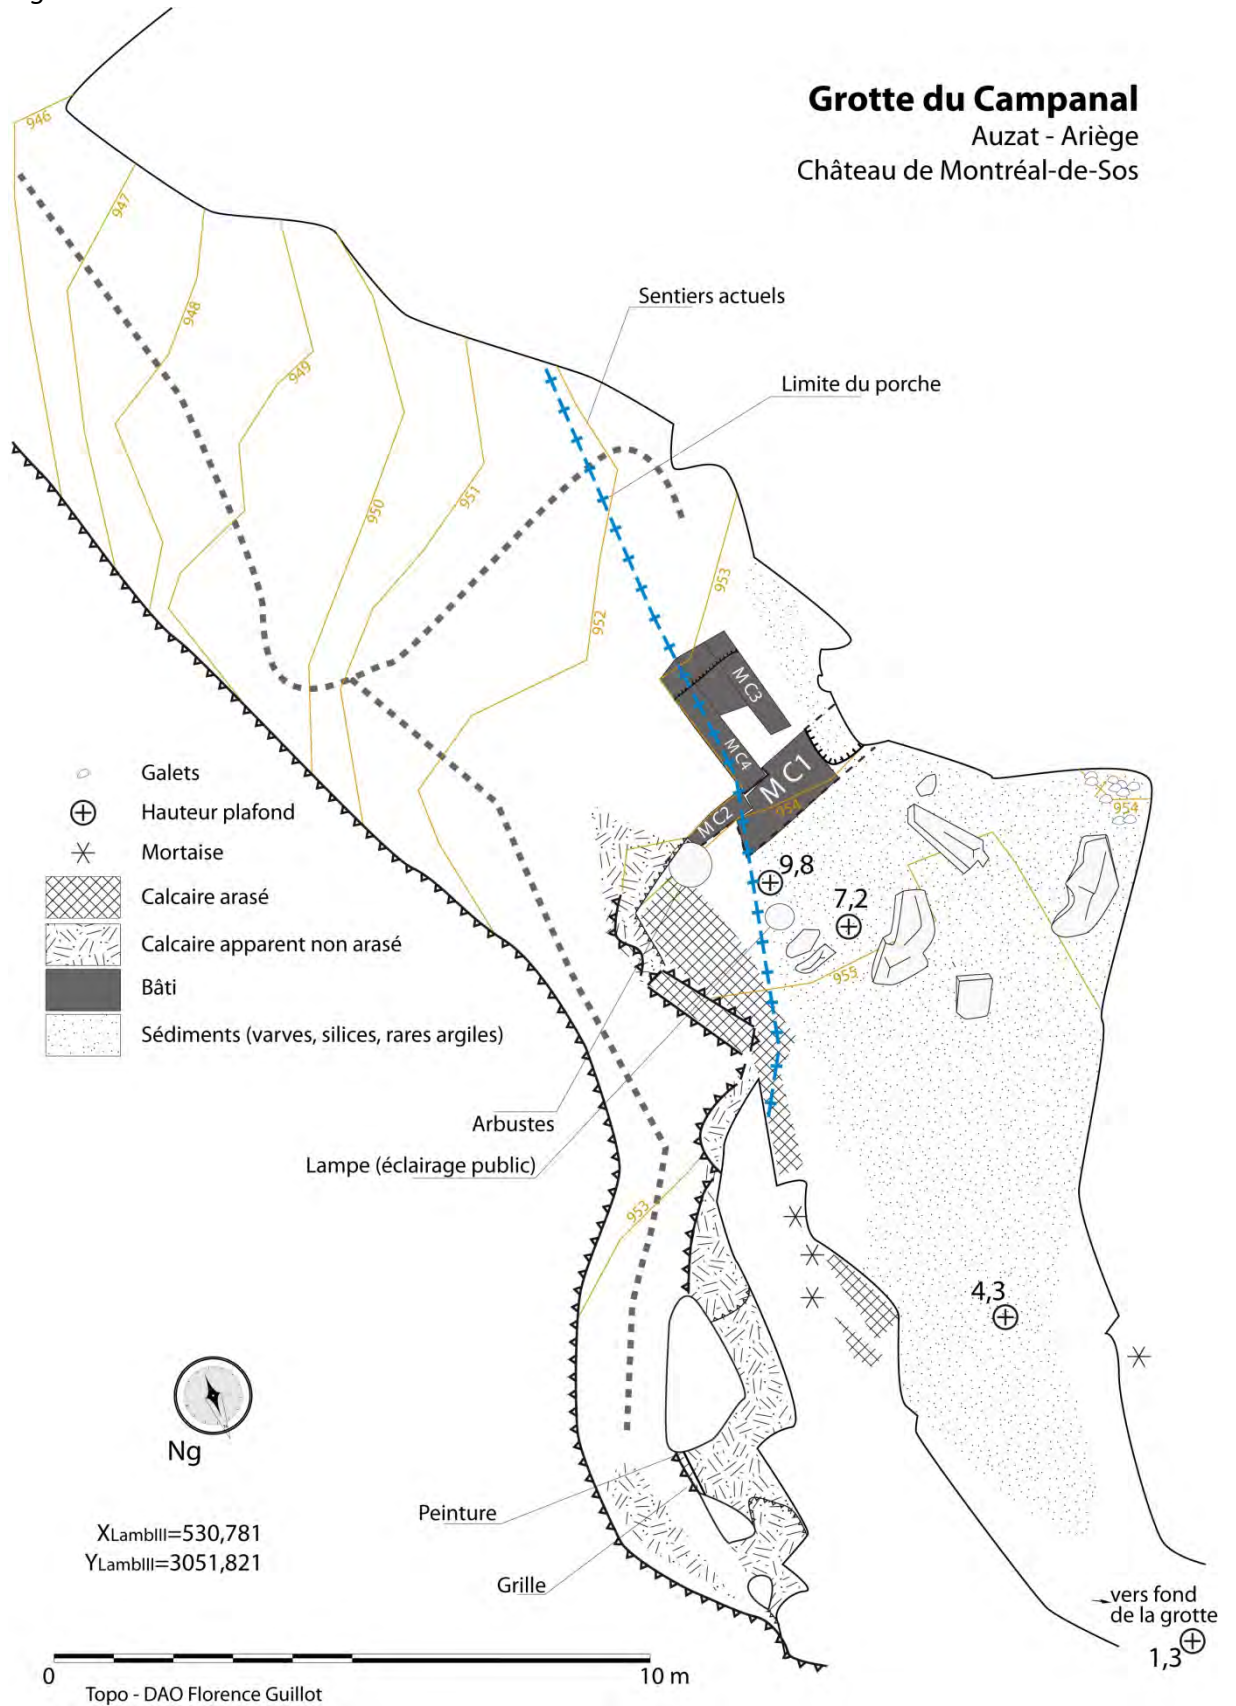 Grotte du Campanal
Auzat - Ariège
Château de Montréal-de-Sos
946
947
948
949
950
951
Sentiers actuels
Limite du porche
952
953
M C3
M C4
M C1
M C2
954
954
9,8
7,2
955
Galets
Hauteur plafond
Mortaise
Calcaire arasé
Calcaire apparent non arasé
Bâti
Sédiments (varves, silices, rares argiles)
Arbustes
Lampe (éclairage public)
953
4,3
Ng
Peinture
Grille
XLambIII=530,781
YLambIII=3051,821
vers fond
de la grotte
1,3
0
10 m
Topo - DAO Florence Guillot